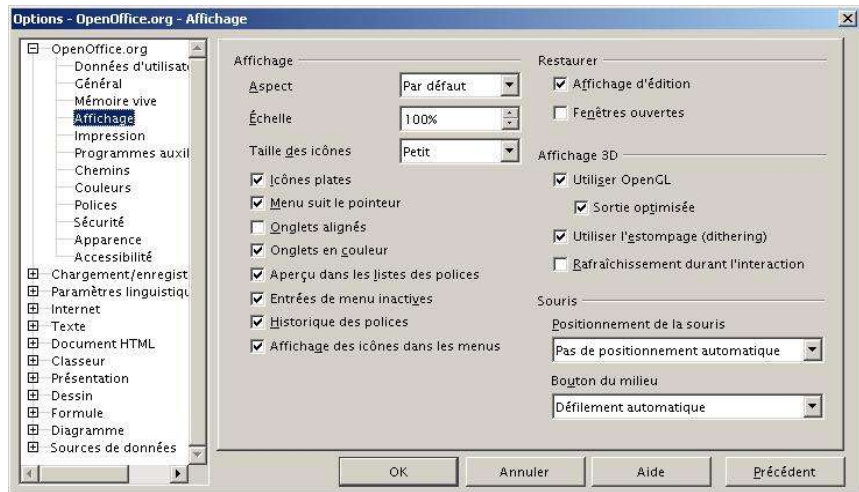 Options - OpenOffice.org - Affichage
OpenOffice.org
Données d'utilisat
Général
Mémoire vive
Affichage
Impression
Programmes auxil
Chemins
Couleurs
Polices
Sécurité
Apparence
Accessibilité
Chargement/enregist
Paramètres linguistiqu
Internet
Texte
Document HTML
Classeur
Présentation
Dessin
Formule
Diagramme
Sources de données
Affichage
Aspect
Par défaut
Échelle
100%
Taille des icônes
Petit
Icônes plates
Menu suit le pointeur
Onglets alignés
Onglets en couleur
Aperçu dans les listes des polices
Entrées de menu inactives
Historique des polices
Affichage des icônes dans les menus
Restaurer
Affichage d'édition
Fenêtres ouvertes
Affichage 3D
Utiliser OpenGL
Sortie optimisée
Utiliser l'estompage (dithering)
Rafraîchissement durant l'interaction
Souris
Positionnement de la souris
Pas de positionnement automatique
Bouton du milieu
Défilement automatique
OK
Annuler
Aide
Précédent